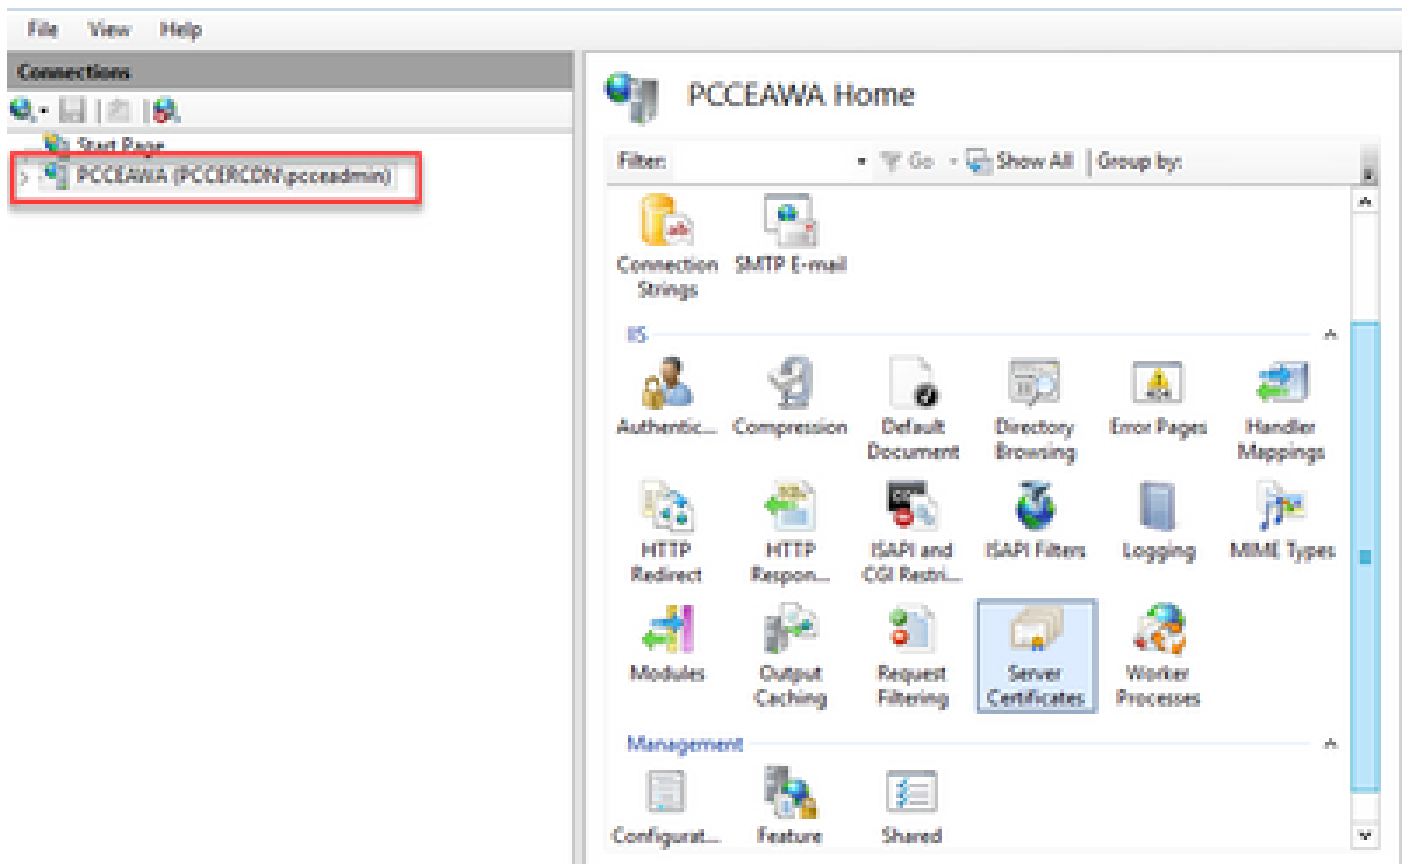 File View Help
Connections
Start Page
PCCEAWA (PCCERCDN\pcceadmin)
PCCEAWA Home
Filter: Go Show All Group by:
Connection Strings SMTP E-mail
IIS
Authentic... Compression Default Document Directory Browsing Error Pages Handler Mappings
HTTP Redirect HTTP Respon... ISAPI and CGI Restri... ISAPI Filters Logging MIME Types
Modules Output Caching Request Filtering Server Certificates Worker Processes
Management
Configurat... Feature Shared